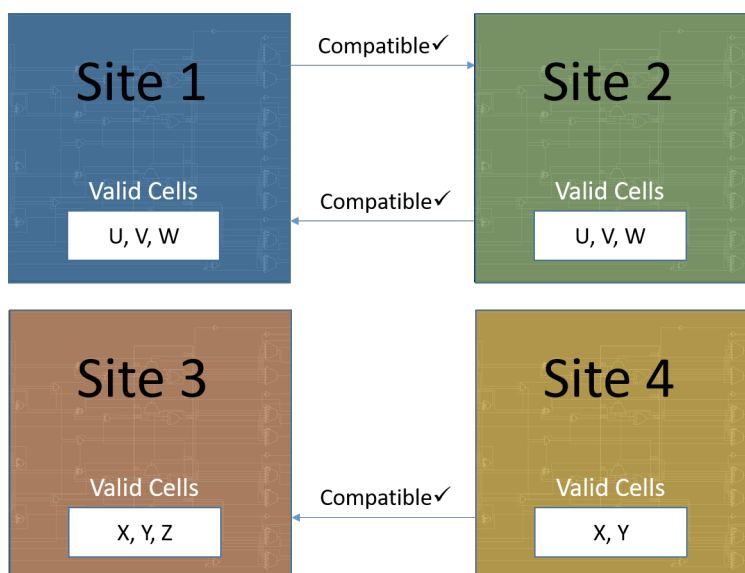 Site 1
Compatible✓
Site 2
Valid Cells
U, V, W
Compatible✓
Valid Cells
U, V, W
Site 3
Site 4
Valid Cells
X, Y, Z
Compatible✓
Valid Cells
X, Y